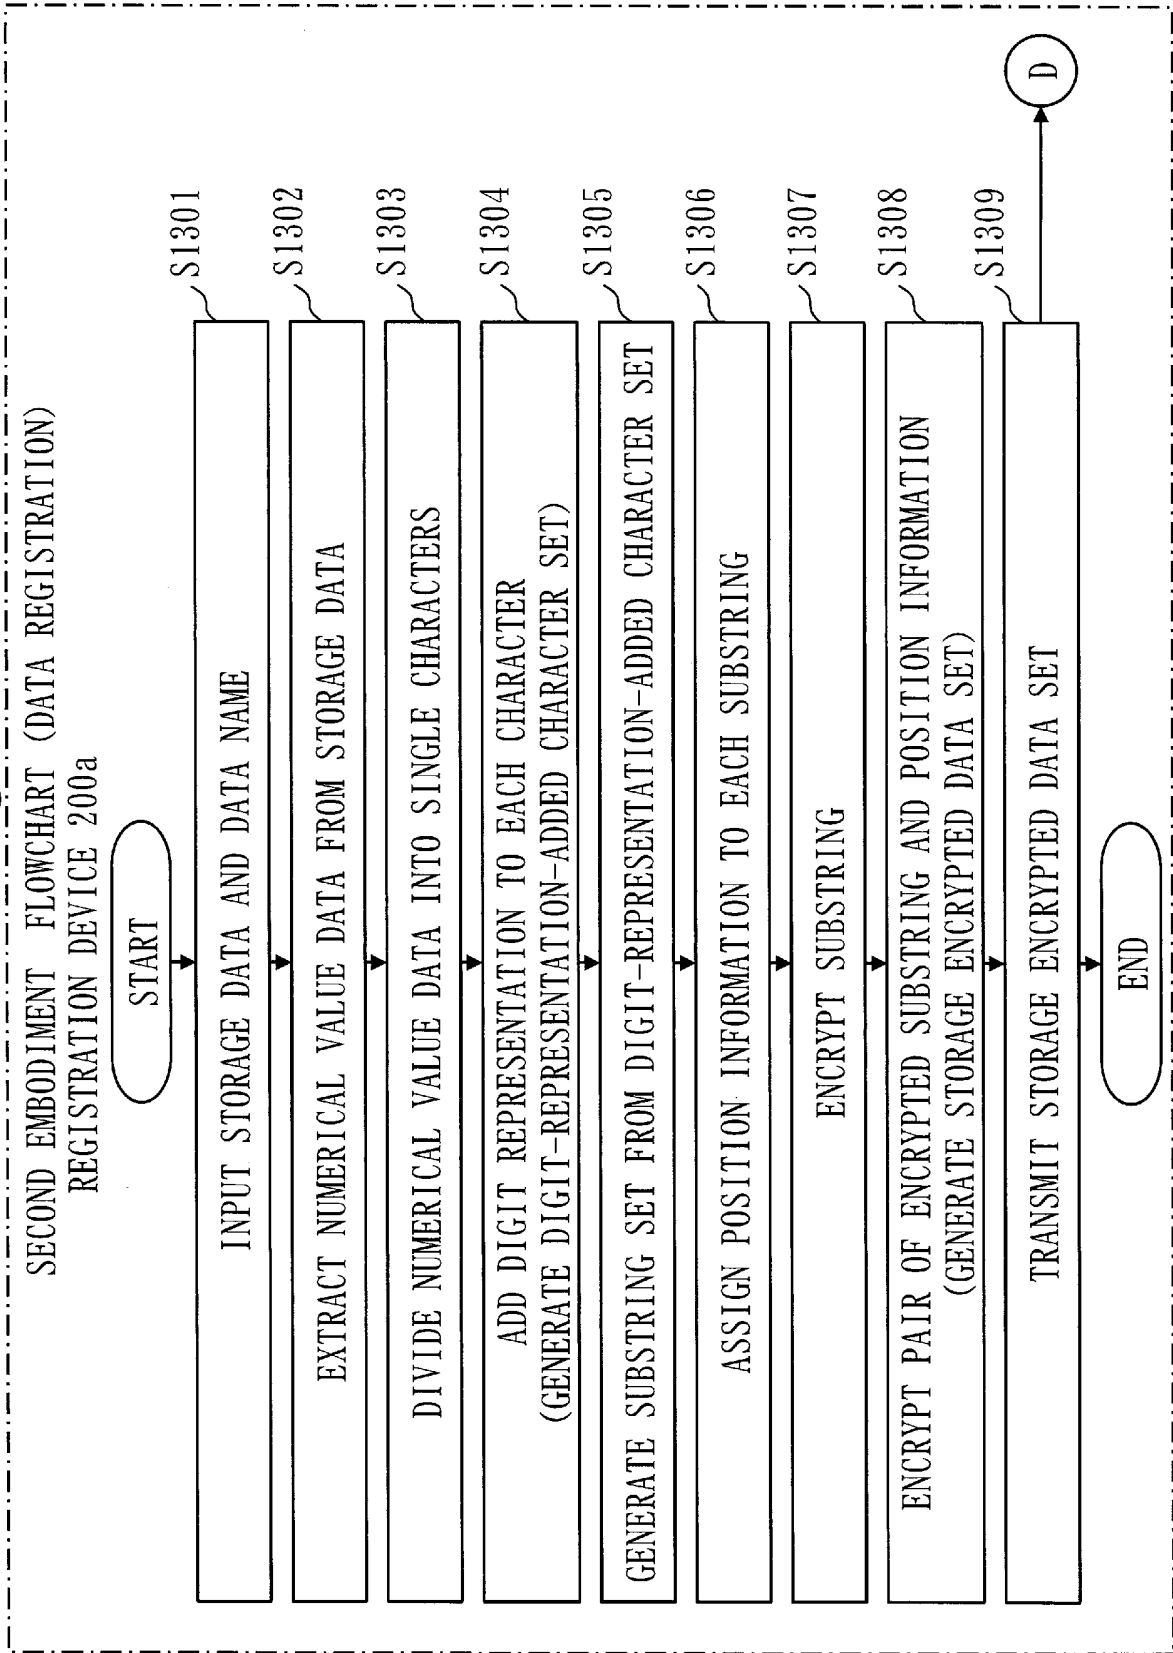 SECOND EMBODIMENT FLOWCHART (DATA REGISTRATION)
REGISTRATION DEVICE 200a
START
S1301
INPUT STORAGE DATA AND DATA NAME
S1302
EXTRACT NUMERICAL VALUE DATA FROM STORAGE DATA
S1303
DIVIDE NUMERICAL VALUE DATA INTO SINGLE CHARACTERS
S1304
ADD DIGIT REPRESENTATION TO EACH CHARACTER
(GENERATE DIGIT-REPRESENTATION-ADDED CHARACTER SET)
S1305
GENERATE SUBSTRING SET FROM DIGIT-REPRESENTATION-ADDED CHARACTER SET
S1306
ASSIGN POSITION INFORMATION TO EACH SUBSTRING
S1307
ENCRYPT SUBSTRING
S1308
ENCRYPT PAIR OF ENCRYPTED SUBSTRING AND POSITION INFORMATION
(GENERATE STORAGE ENCRYPTED DATA SET)
S1309
TRANSMIT STORAGE ENCRYPTED DATA SET
D
END